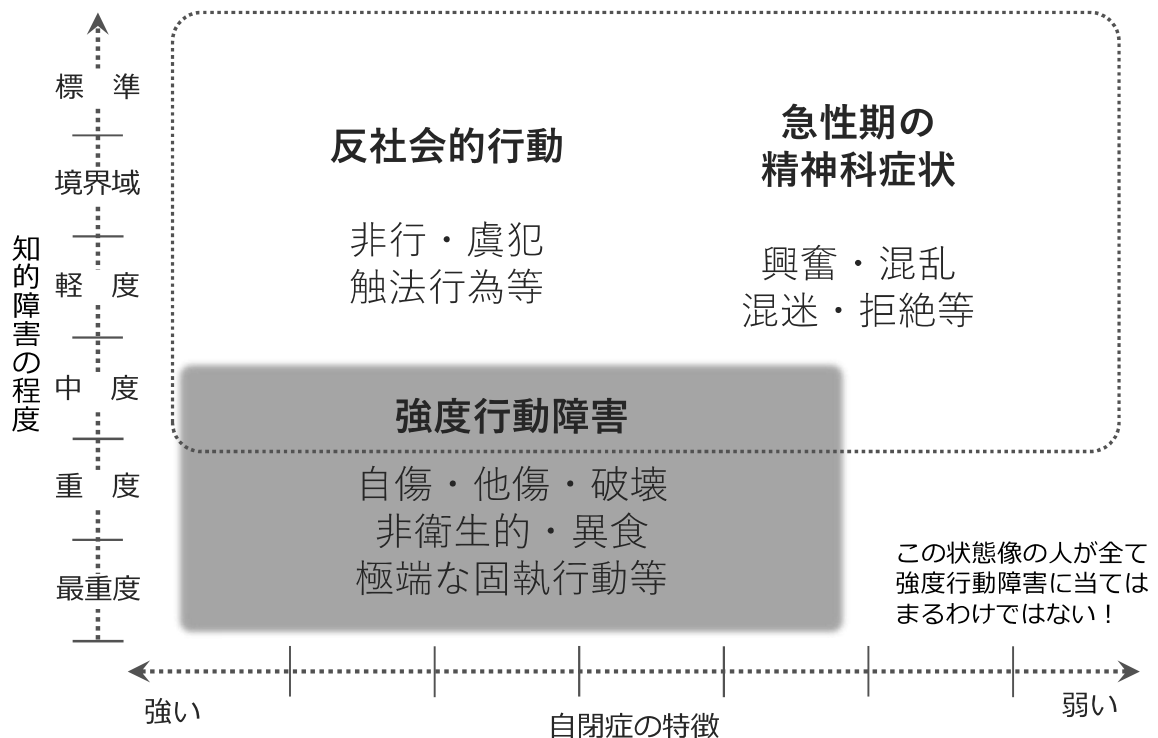 知的障害の程度
標　準
境界域
軽　度
中　度
重　度
最重度
反社会的行動
非行・虞犯
触法行為等
急性期の
精神科症状
興奮・混乱
混迷・拒絶等
強度行動障害
自傷・他傷・破壊
非衛生的・異食
極端な固執行動等
この状態像の人が全て
強度行動障害に当ては
まるわけではない！
強い
自閉症の特徴
弱い